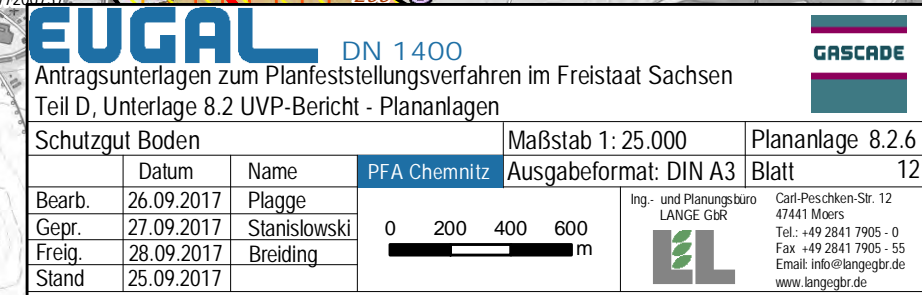 EUGAL DN 1400
GASCADE
Antragsunterlagen zum Planfeststellungsverfahren im Freistaat Sachsen
Teil D, Unterlage 8.2 UVP-Bericht - Plananlagen
Schutzgut Boden Maßstab 1: 25.000 Plananlage 8.2.6
Datum Name PFA Chemnitz Ausgabeformat: DIN A3 Blatt 12
Bearb. 26.09.2017 Plagge
Gepr. 27.09.2017 Stanislowski
Freig. 28.09.2017 Breiding
Stand 25.09.2017
0 200 400 600
m
Ing.- und Planungsbüro
LANGE GbR
Carl-Peschken-Str. 12
47441 Moers
Tel.: +49 2841 7905 - 0
Fax +49 2841 7905 - 55
Email: info@langegbr.de
www.langegbr.de